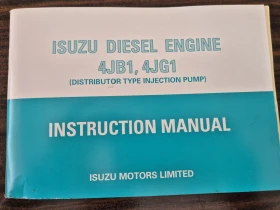 ISUZU DIESEL ENGINE
4JB1, 4JG1
(DISTRIBUTOR TYPE INJECTION PUMP)
INSTRUCTION MANUAL
ISUZU MOTORS LIMITED